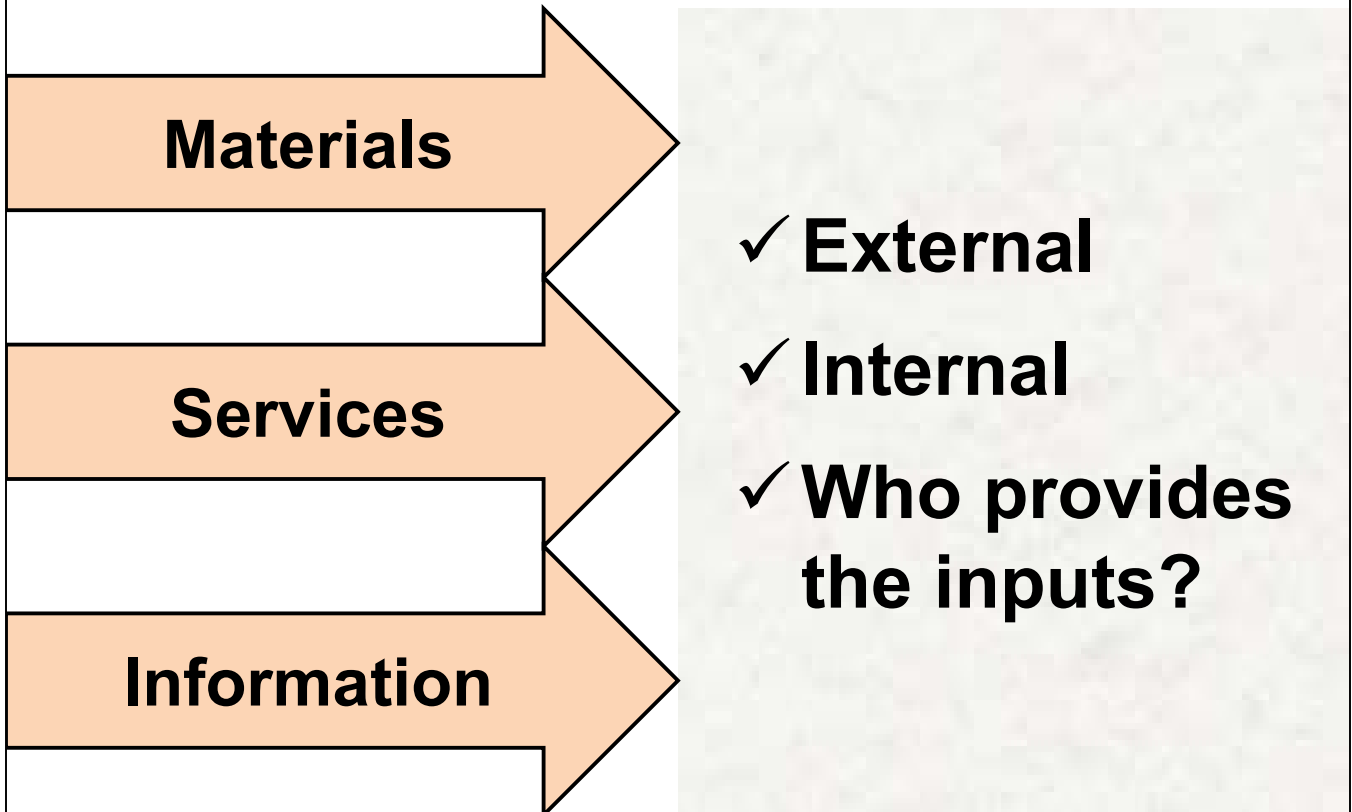 Materials
Services
Information
✓ External
✓ Internal
✓ Who provides
the inputs?